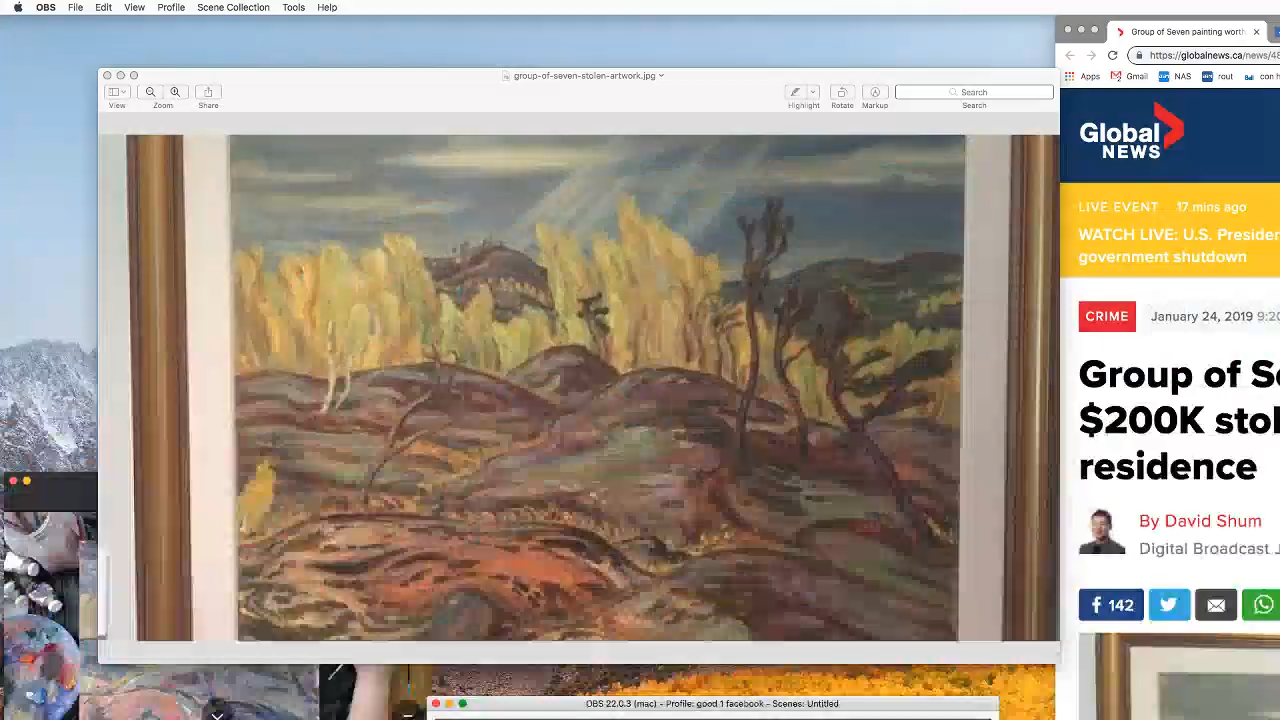 OBS File Edit View Profile Scene Collection Tools Help
group-of-seven-stolen-artwork.jpg
View Zoom Share Highlight Rotate Markup Search
Search
Group of Seven painting worth
https://globalnews.ca/news/48
Apps Gmail NAS rout con h
Global
NEWS
LIVE EVENT 17 mins ago
WATCH LIVE: U.S. Presiden
government shutdown
CRIME January 24, 2019 9:20
Group of Se
$200K stol
residence
By David Shum
Digital Broadcast J
142
OBS 22.0.3 (mac) - Profile: good 1 facebook - Scenes: Untitled